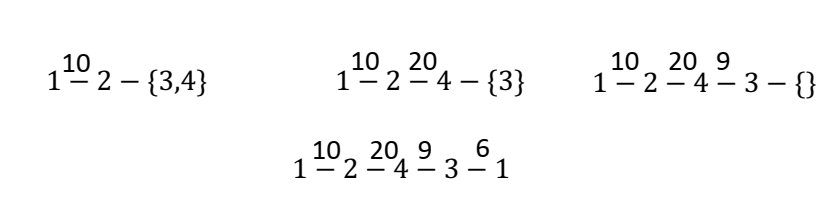 1 —10— 2 – {3,4}
1 —10— 2 —20— 4 – {3}
1 —10— 2 —20— 4 —9— 3 – {}
1 —10— 2 —20— 4 —9— 3 —6— 1